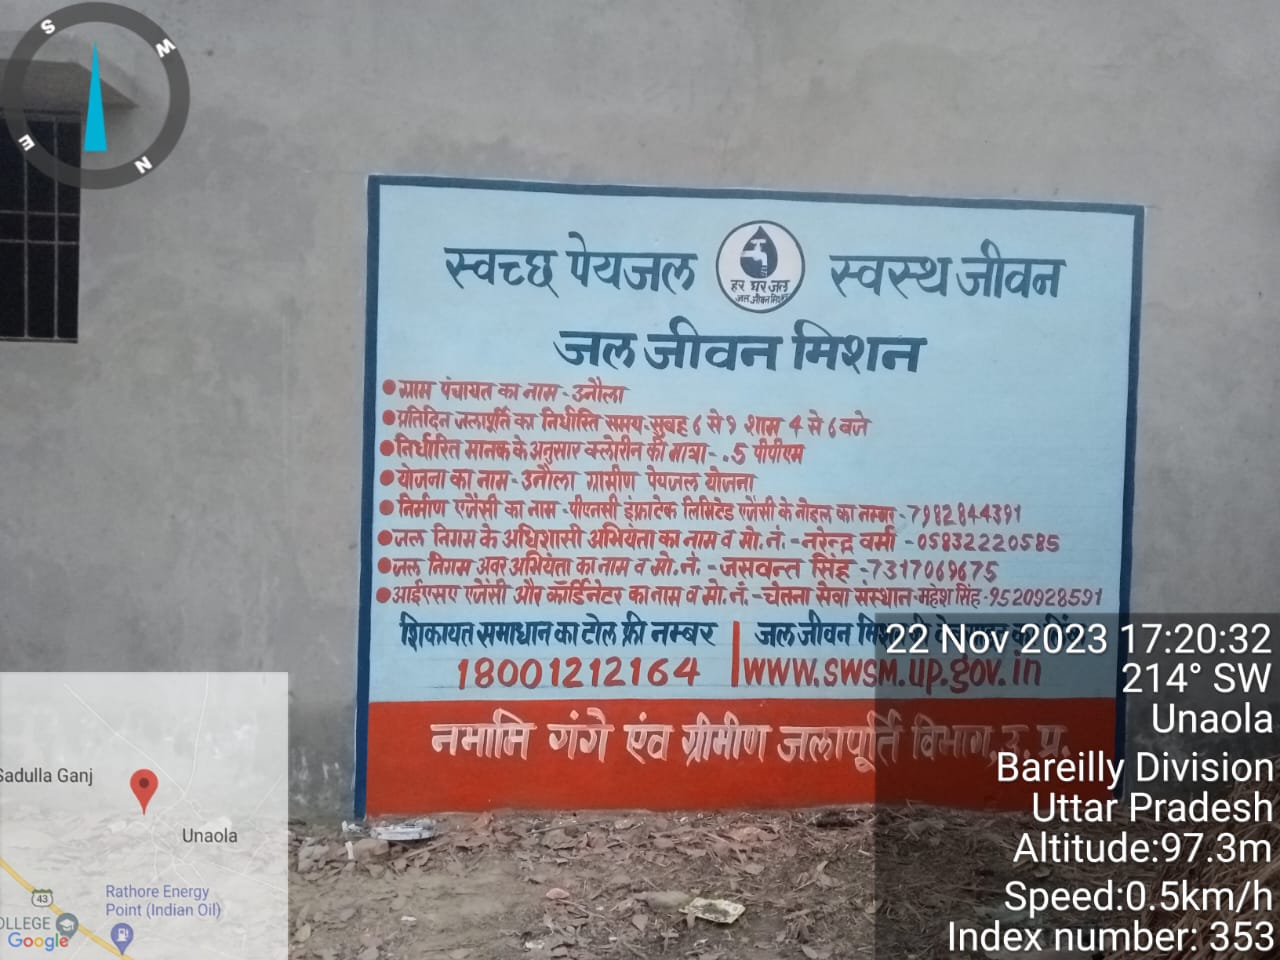 S
W
E
N
स्वच्छ पेयजल
हर घर जल
जल जीवन मिशन
स्वस्थ जीवन
जल जीवन मिशन
●ग्राम पंचायत का नाम-उनौला
●प्रतिदिन जलापूर्ति का निर्धारित समय-सुबह 6 से 9 शाम 4 से 6 बजे
●निर्धारित मानक के अनुसार क्लोरीन की मात्रा-.5 पीपीएम
●योजना का नाम-उनौला ग्रामीण पेयजल योजना
●निर्माण एजेंसी का नाम-पीएनसी इंफ्राटेक लिमिटेड एजेंसी के नोडल का नम्बर-7982844391
●जल निगम के अधिशासी अभियंता का नाम व मो.नं.-नरेन्द्र वर्मा-05832220585
●जल निगम अवर अभियंता का नाम व मो.नं.-जसवन्त सिंह-7317069675
●आईएसए एजेंसी और कॉर्डिनेटर का नाम व मो.नं.-चेतना सेवा संस्थान-महेश सिंह-9520928591
शिकायत समाधान का टोल फ्री नम्बर
18001212164
जल जीवन
www.swsm.up.gov.in
नमामि गंगे एंव ग्रीमीण जलापूर्ति विभाग,उ.प्र.
22 Nov 2023 17:20:32
214° SW
Unaola
Bareilly Division
Uttar Pradesh
Altitude:97.3m
Speed:0.5km/h
Index number: 353
Sadulla Ganj
Unaola
43
Rathore Energy
Point (Indian Oil)
OLLEGE
Google